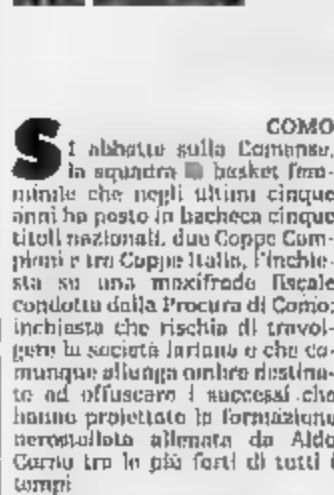 COMO
SI abbatte sulla Comense,
la squadra di basket fem-
minile che negli ultimi cinque
anni ha posto in bacheca cinque
titoli nazionali, due Coppe Cam-
pioni e tre Coppe Italia, l'inchie-
sta su una maxifrode fiscale
condotta dalla Procura di Como;
inchiesta che rischia di travol-
gere la società lariana e che co-
munque allunga ombre destina-
te ad offuscare i successi che
hanno proiettato la formazione
nerostellata allenata da Aldo
Corno tra le più forti di tutti i
tempi